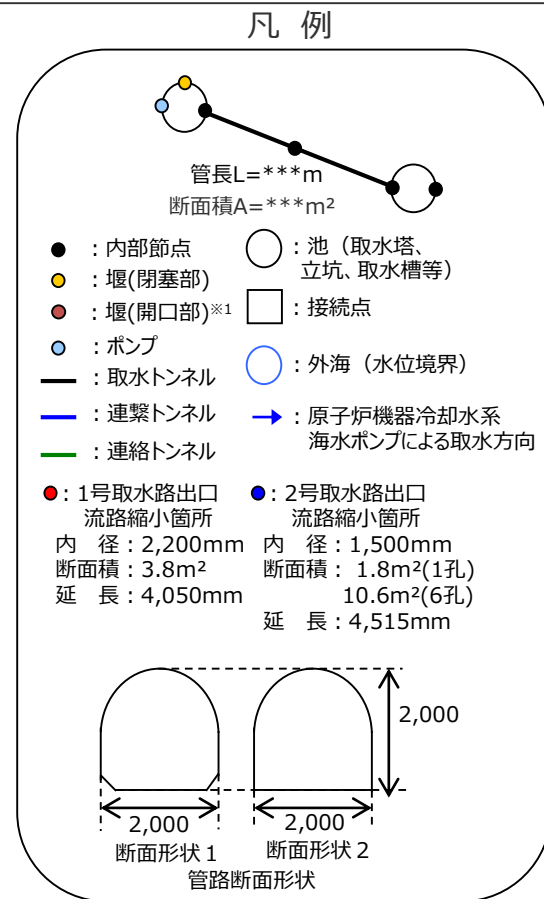 凡 例
管長L=***m
断面積A=***m²
：内部節点
：堰(閉塞部)
：堰(開口部)※1
：ポンプ
：取水トンネル
：連繋トンネル
：連絡トンネル
：池（取水塔、
立坑、取水槽等）
：接続点
：外海（水位境界）
：原子炉機器冷却水系
海水ポンプによる取水方向
：1号取水路出口
流路縮小箇所
内　径：2,200mm
断面積：3.8m²
延　長：4,050mm
：2号取水路出口
流路縮小箇所
内　径：1,500mm
断面積： 1.8m²(1孔)
10.6m²(6孔)
延　長：4,515mm
2,000
2,000
2,000
断面形状１
断面形状２
管路断面形状